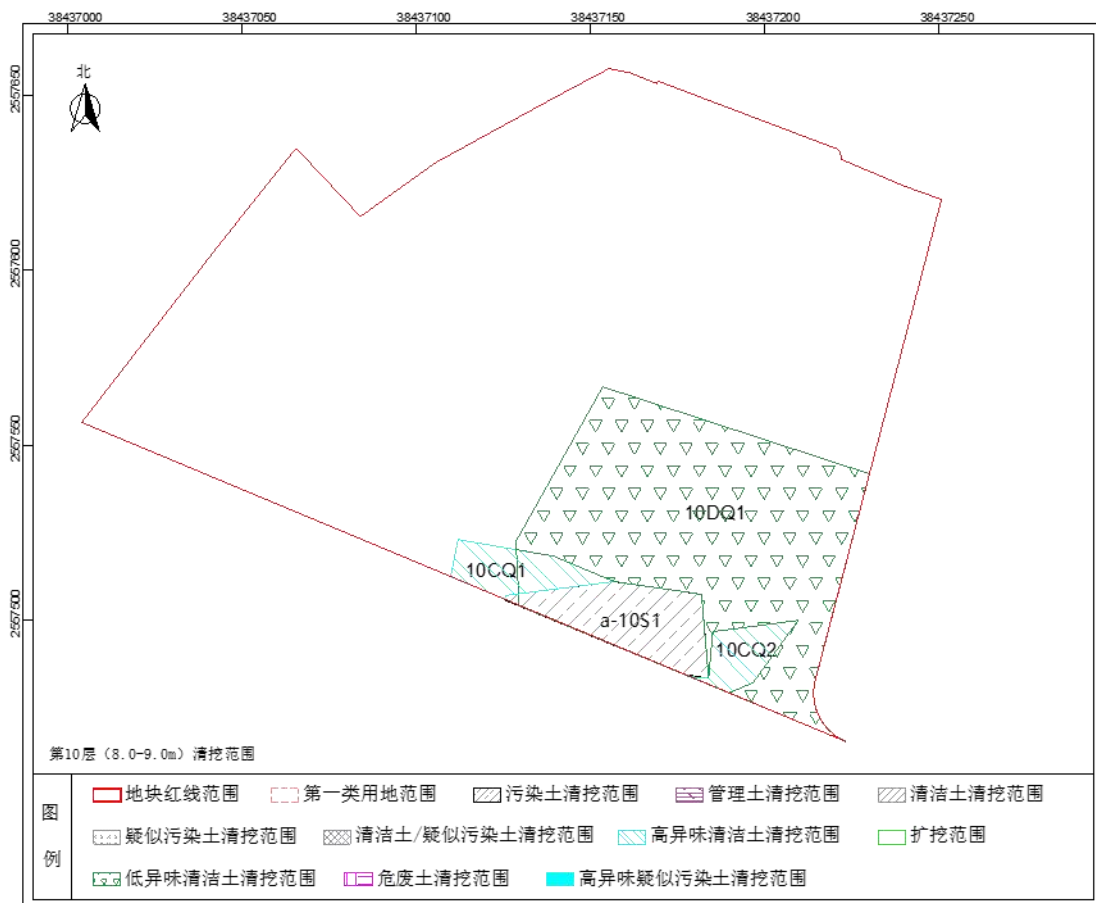 38437000 38437050 38437100 38437150 38437200 38437250
2557650
北
2557600
2557550
10DQ1
10CQ1
2557500
a-10S1
10CQ2
第10层（8.0-9.0m）清挖范围
图例
地块红线范围 第一类用地范围 污染土清挖范围 管理土清挖范围 清洁土清挖范围
疑似污染土清挖范围 清洁土/疑似污染土清挖范围 高异味清洁土清挖范围 扩挖范围
低异味清洁土清挖范围 危废土清挖范围 高异味疑似污染土清挖范围